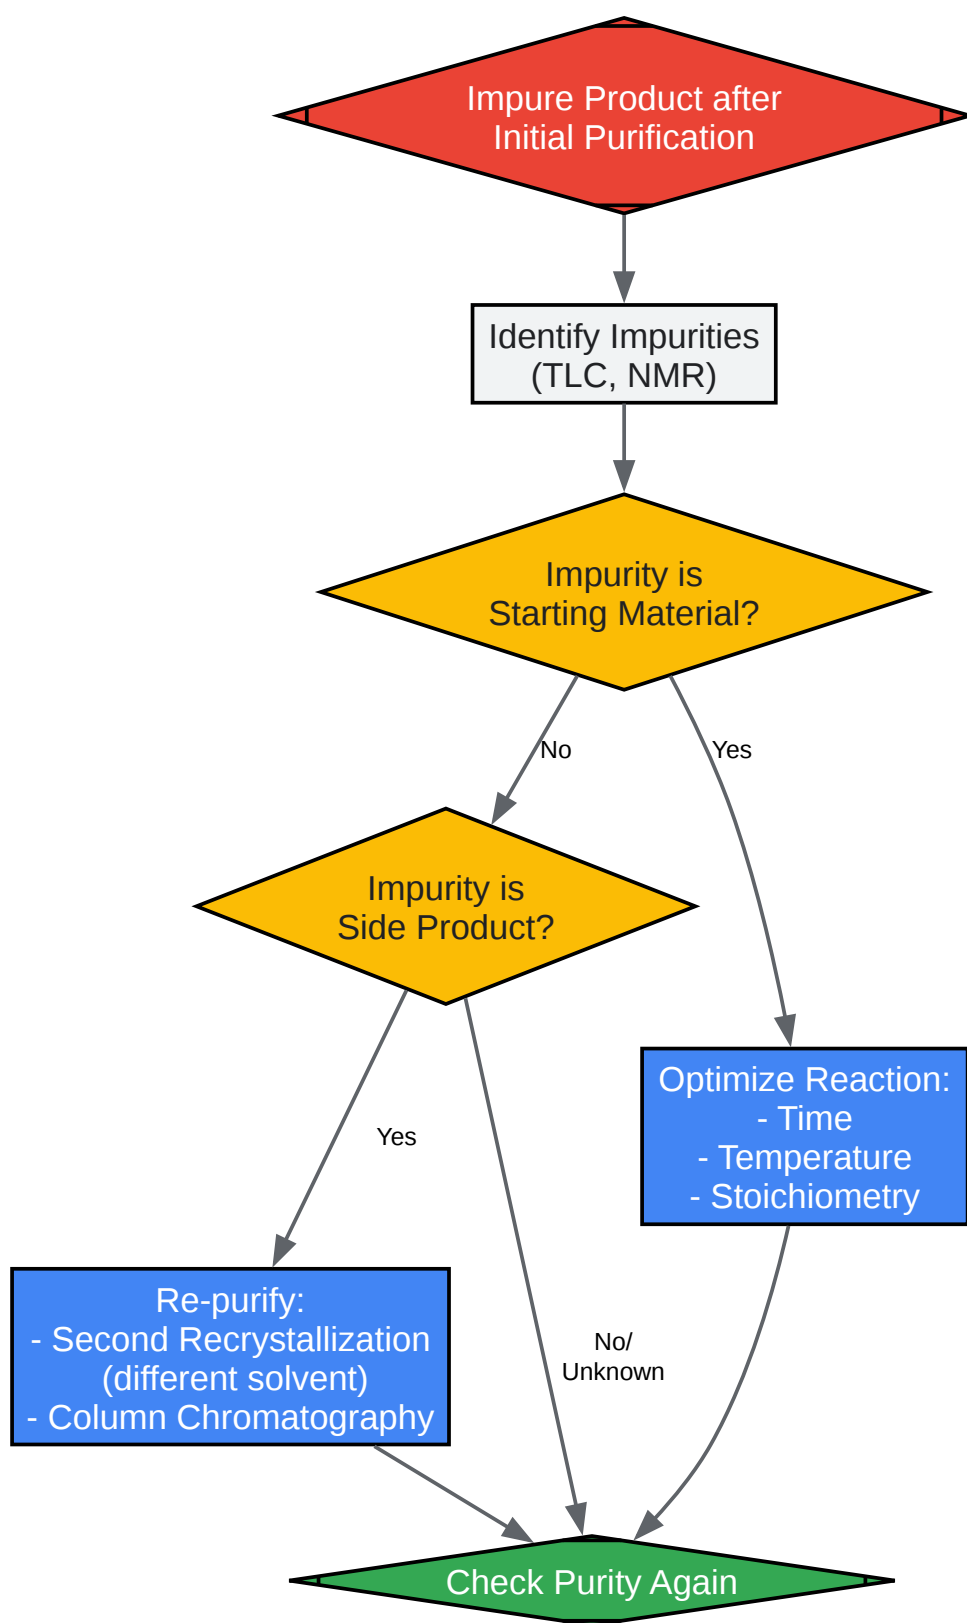 Impure Product after
Initial Purification
Identify Impurities
(TLC, NMR)
Impurity is
Starting Material?
No
Yes
Impurity is
Side Product?
Optimize Reaction:
- Time
- Temperature
- Stoichiometry
Yes
Re-purify:
- Second Recrystallization
(different solvent)
- Column Chromatography
No/
Unknown
Check Purity Again